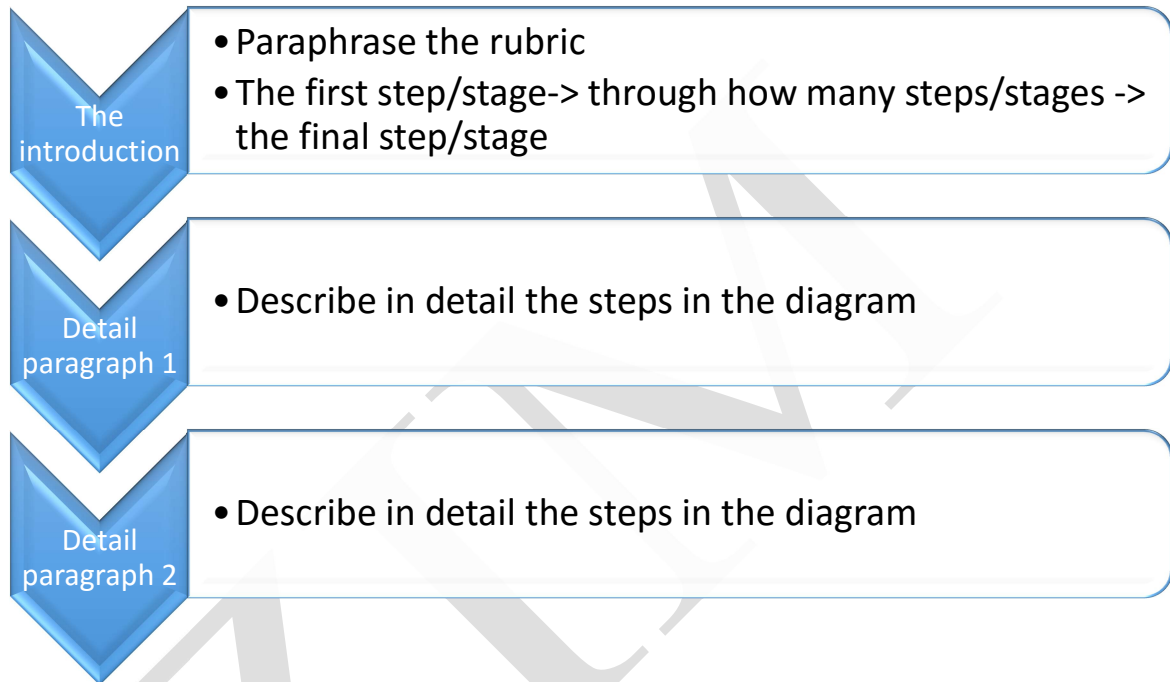 The
introduction
•Paraphrase the rubric
•The first step/stage-> through how many steps/stages ->
the final step/stage
Detail
paragraph 1
•Describe in detail the steps in the diagram
Detail
paragraph 2
•Describe in detail the steps in the diagram
ZIM